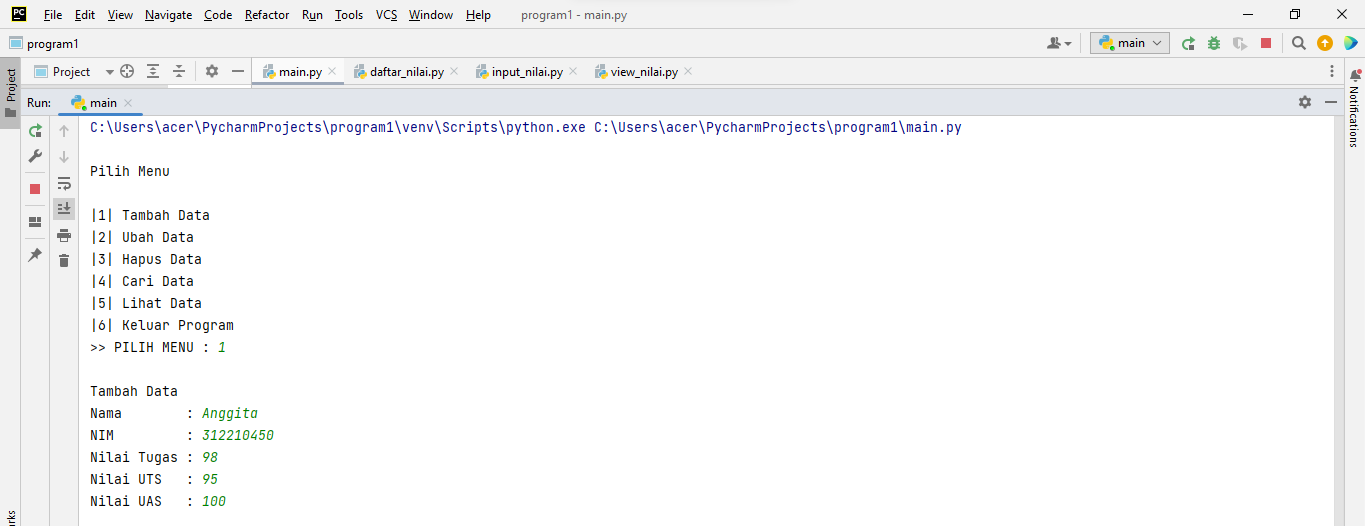 PC File Edit View Navigate Code Refactor Run Tools VCS Window Help program1 - main.py
program1 main
Project main.py daftar_nilai.py input_nilai.py view_nilai.py
Project
Notifications
Run: main
C:\Users\acer\PycharmProjects\program1\venv\Scripts\python.exe C:\Users\acer\PycharmProjects\program1\main.py
Pilih Menu
|1| Tambah Data
|2| Ubah Data
|3| Hapus Data
|4| Cari Data
|5| Lihat Data
|6| Keluar Program
>> PILIH MENU : 1
Tambah Data
Nama : Anggita
NIM : 312210450
Nilai Tugas : 98
Nilai UTS : 95
Nilai UAS : 100